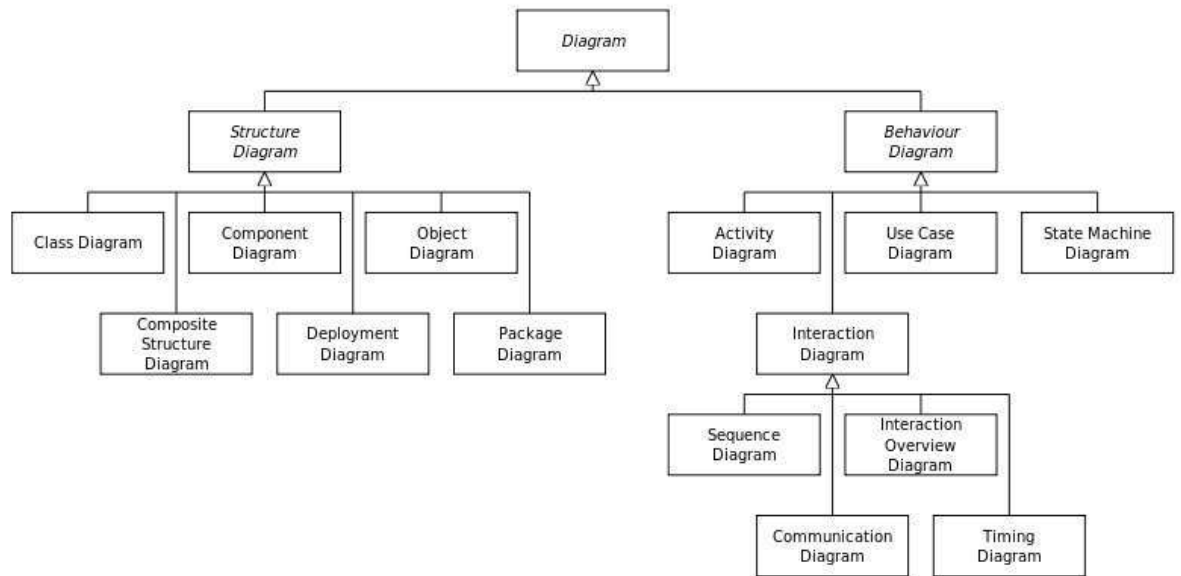 Diagram
Structure
Diagram
Behaviour
Diagram
Class Diagram
Component
Diagram
Object
Diagram
Activity
Diagram
Use Case
Diagram
State Machine
Diagram
Composite
Structure
Diagram
Deployment
Diagram
Package
Diagram
Interaction
Diagram
Sequence
Diagram
Interaction
Overview
Diagram
Communication
Diagram
Timing
Diagram